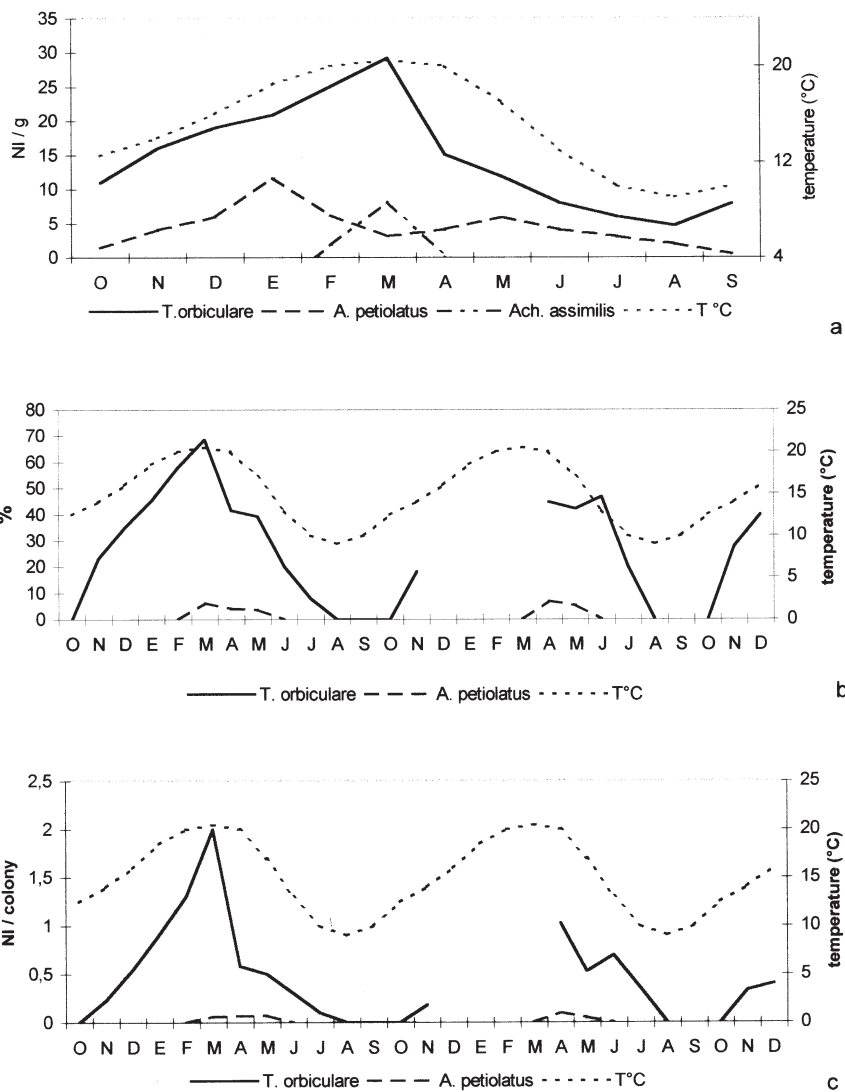 35
30
25
20
15
10
5
0
NI / g
20
12
4
temperature (°C)
O N D E F M A M J J A S
T.orbiculare A. petiolatus Ach. assimilis T °C
a
80
70
60
50
40
30
20
10
0
%
25
20
15
10
5
0
temperature (°C)
O N D E F M A M J J A S O N D E F M A M J J A S O N D
T. orbiculare A. petiolatus T°C
b
2,5
2
1,5
1
0,5
0
NI / colony
25
20
15
10
5
0
temperature (°C)
O N D E F M A M J J A S O N D E F M A M J J A S O N D
T. orbiculare A. petiolatus T°C
c